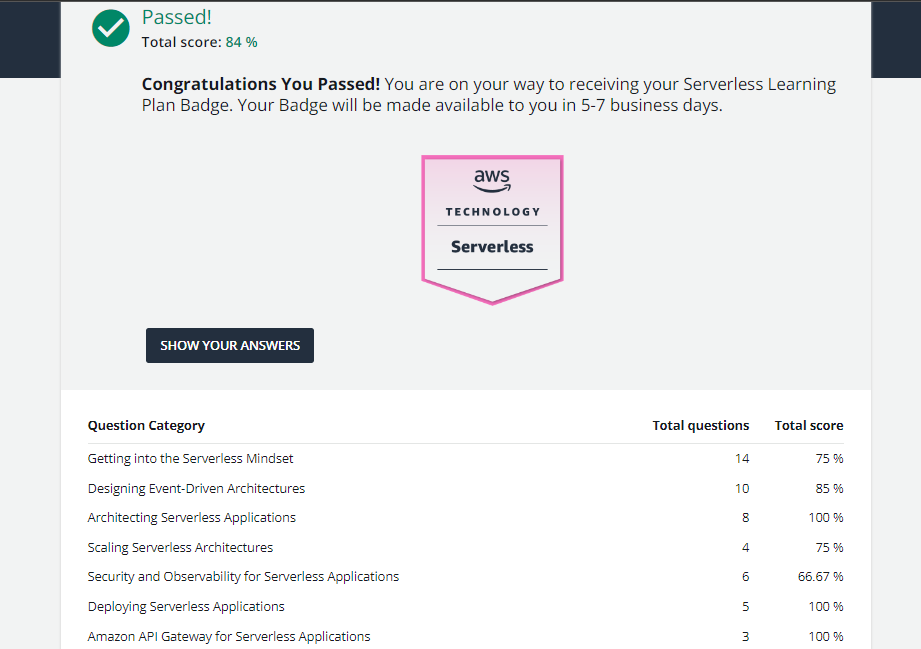 Passed!
Total score: 84 %
Congratulations You Passed! You are on your way to receiving your Serverless Learning
Plan Badge. Your Badge will be made available to you in 5-7 business days.
aws
TECHNOLOGY
Serverless
SHOW YOUR ANSWERS
Question Category Total questions Total score
Getting into the Serverless Mindset 14 75 %
Designing Event-Driven Architectures 10 85 %
Architecting Serverless Applications 8 100 %
Scaling Serverless Architectures 4 75 %
Security and Observability for Serverless Applications 6 66.67 %
Deploying Serverless Applications 5 100 %
Amazon API Gateway for Serverless Applications 3 100 %